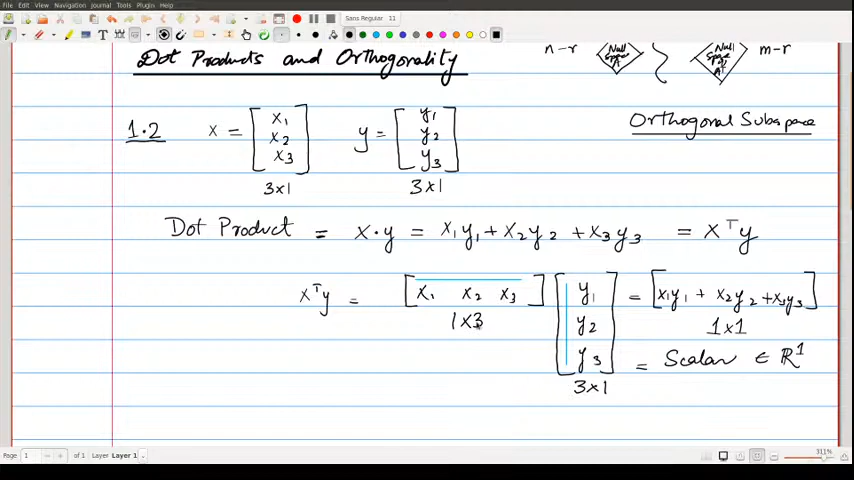 File Edit View Navigation Journal Tools Plugin Help
Sans Regular 11
Dot Products and Orthogonality
n-r Null Space A m-r
1.2 x = [x1 x2 x3] 3x1 y = [y1 y2 y3] 3x1
Orthogonal Subspace
Dot Product = x·y = x1y1 + x2y2 + x3y3 = xᵀy
xᵀy = [x1 x2 x3] 1x3 [y1 y2 y3] 3x1 = [x1y1 + x2y2 + x3y3] 1x1
= Scalar ∈ ℝ¹
Page 1 of 1 Layer Layer 1 311%